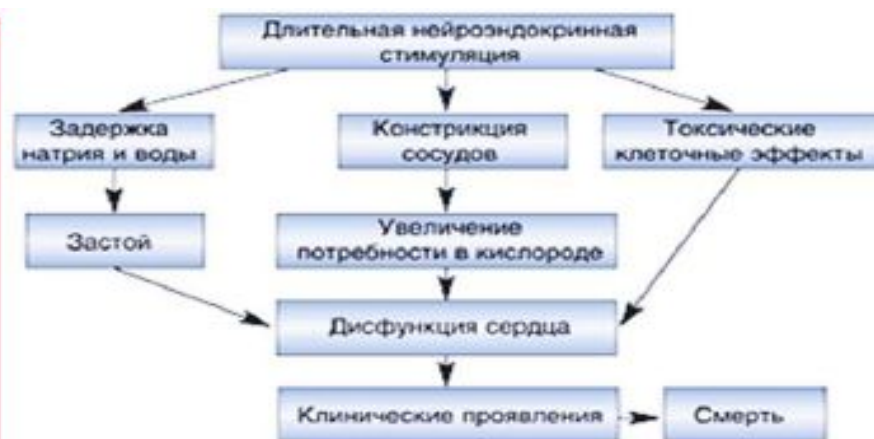 Длительная нейроэндокринная
стимуляция
Задержка
натрия и воды
Констрикция
сосудов
Токсические
клеточные эффекты
Застой
Увеличение
потребности в кислороде
Дисфункция сердца
Клинические проявления
Смерть